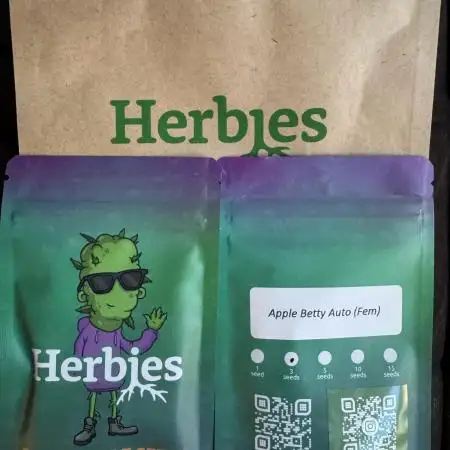 Herbies
Herbies
Apple Betty Auto (Fem)
1 3 5 10 15
seed seeds seeds seeds seeds